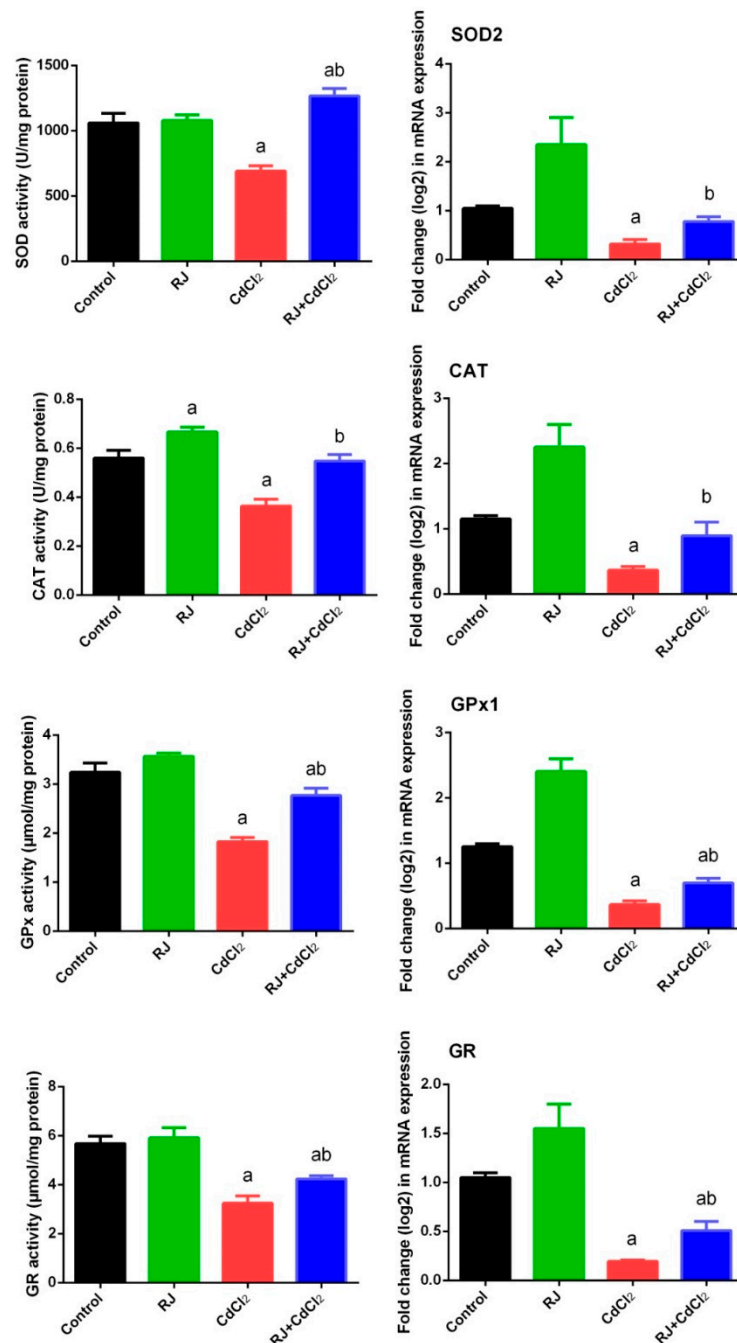 SOD activity (U/mg protein)
1500
1000
500
0
a
ab
Control
RJ
CdCl₂
RJ+CdCl₂
SOD2
Fold change (log2) in mRNA expression
4
3
2
1
0
a
b
Control
RJ
CdCl₂
RJ+CdCl₂
CAT activity (U/mg protein)
0.8
0.6
0.4
0.2
0.0
a
a
b
Control
RJ
CdCl₂
RJ+CdCl₂
CAT
Fold change (log2) in mRNA expression
3
2
1
0
a
b
Control
RJ
CdCl₂
RJ+CdCl₂
GPx activity (μmol/mg protein)
4
3
2
1
0
a
ab
Control
RJ
CdCl₂
RJ+CdCl₂
GPx1
Fold change (log2) in mRNA expression
3
2
1
0
a
ab
Control
RJ
CdCl₂
RJ+CdCl₂
GR activity (μmol/mg protein)
8
6
4
2
0
a
ab
Control
RJ
CdCl₂
RJ+CdCl₂
GR
Fold change (log2) in mRNA expression
2.0
1.5
1.0
0.5
0.0
a
ab
Control
RJ
CdCl₂
RJ+CdCl₂